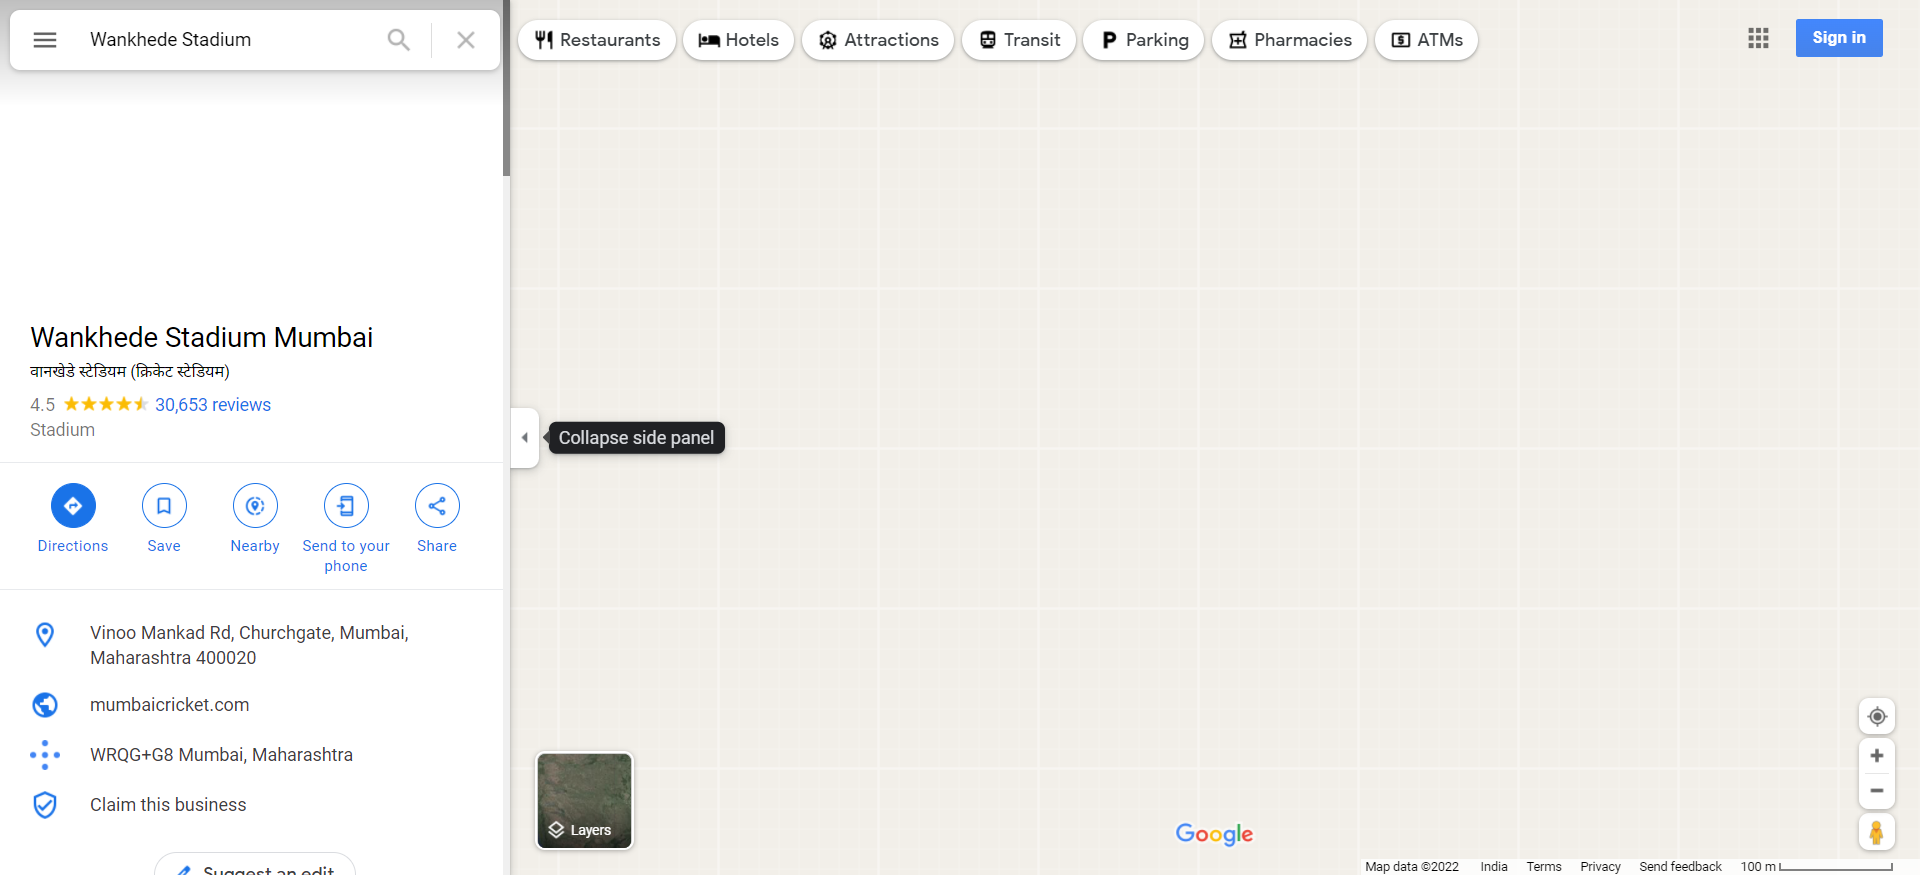 Wankhede Stadium
Restaurants
Hotels
Attractions
Transit
Parking
Pharmacies
ATMs
Sign in
Wankhede Stadium Mumbai
वानखेडे स्टेडियम (क्रिकेट स्टेडियम)
4.5
30,653 reviews
Stadium
Collapse side panel
Directions
Save
Nearby
Send to your
phone
Share
Vinoo Mankad Rd, Churchgate, Mumbai,
Maharashtra 400020
mumbaicricket.com
WRQG+G8 Mumbai, Maharashtra
Claim this business
Suggest an edit
Layers
Google
Map data ©2022
India
Terms
Privacy
Send feedback
100 m